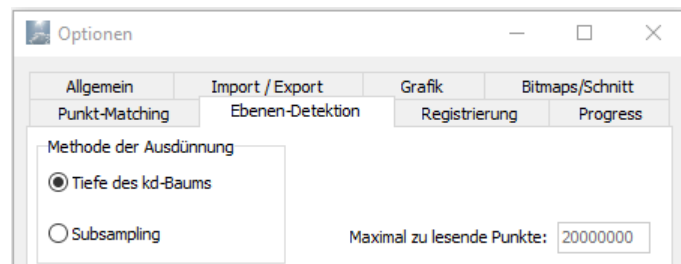 Optionen
Allgemein Import / Export Grafik Bitmaps/Schnitt
Punkt-Matching Ebenen-Detektion Registrierung Progress
Methode der Ausdünnung
Tiefe des kd-Baums
Subsampling Maximal zu lesende Punkte: 20000000